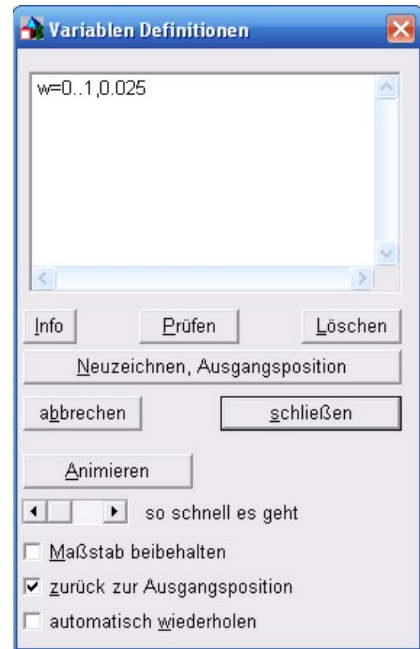 Variablen Definitionen
w=0..1,0.025
Info Prüfen Löschen
Neuzeichnen, Ausgangsposition
abbrechen schließen
Animieren
so schnell es geht
Maßstab beibehalten
zurück zur Ausgangsposition
automatisch wiederholen